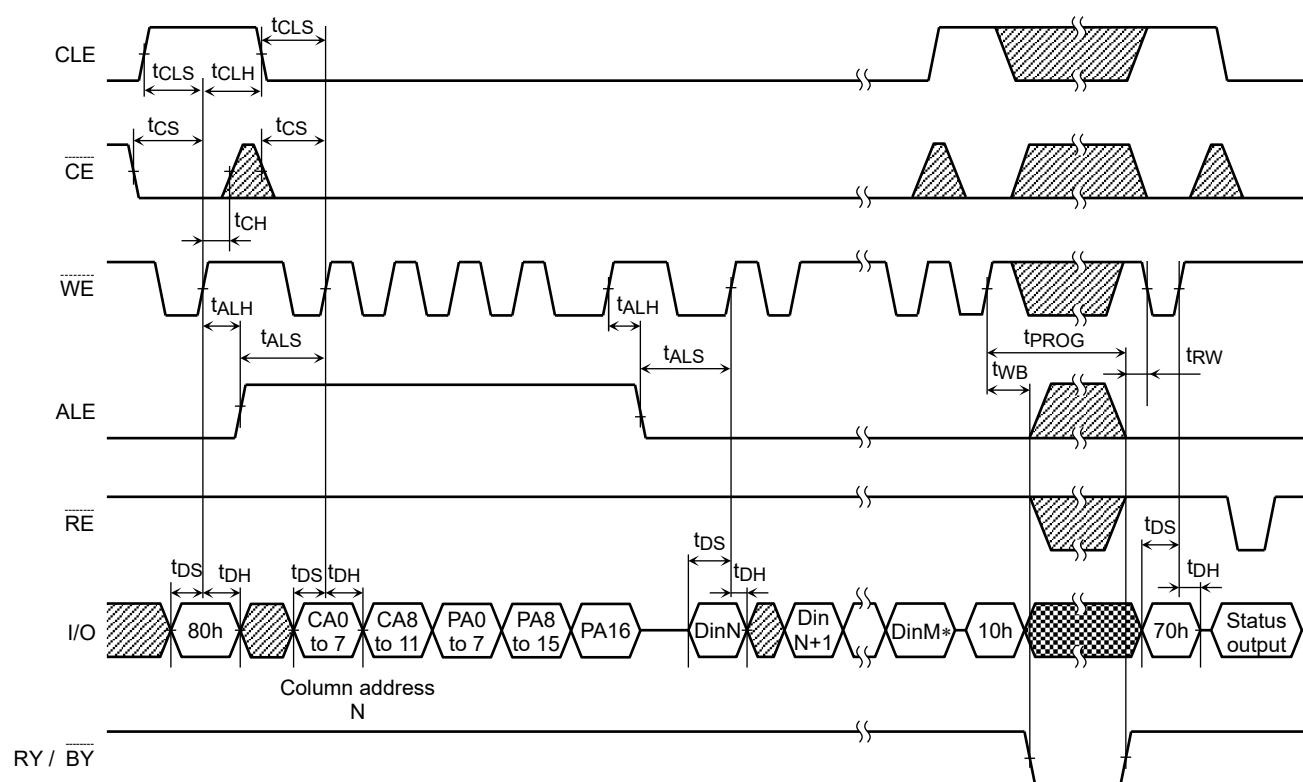 tCLS
CLE
tCLS tCLH
tCS tCS
CE
tCH
WE
tALH tALH
tALS tALS tPROG tRW
tWB
ALE
RE
tDS tDH tDS tDH tDS tDH tDS tDH
I/O 80h CA0 to 7 CA8 to 11 PA0 to 7 PA8 to 15 PA16 DinN Din N+1 DinM* 10h 70h Status output
Column address
N
RY / BY